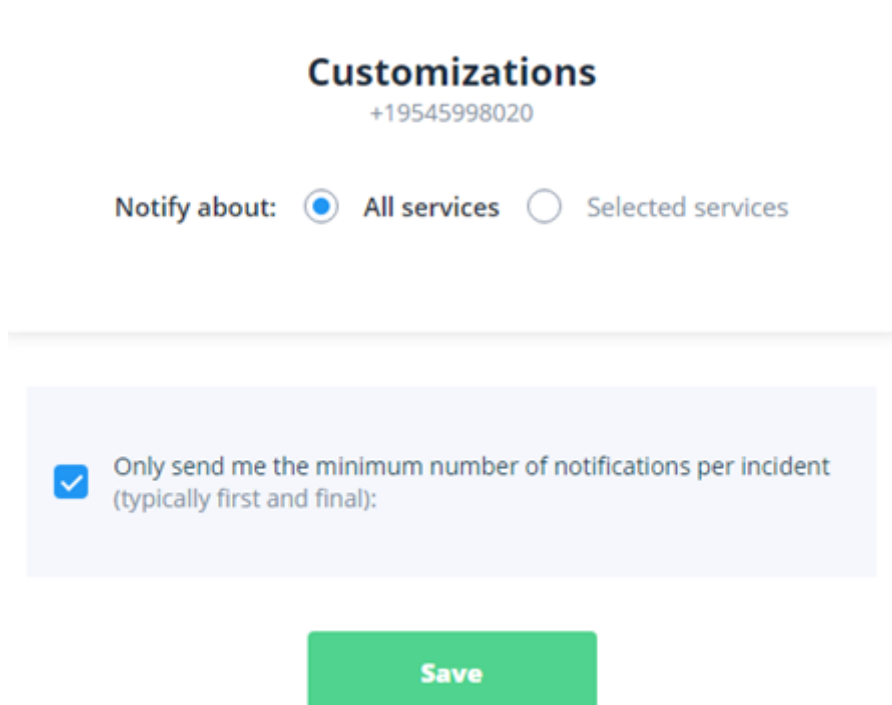 Customizations
+19545998020
Notify about: All services Selected services
Only send me the minimum number of notifications per incident
(typically first and final):
Save